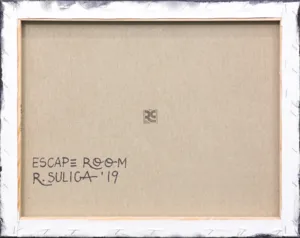 ESCAPE ROOM
R. SULIGA '19